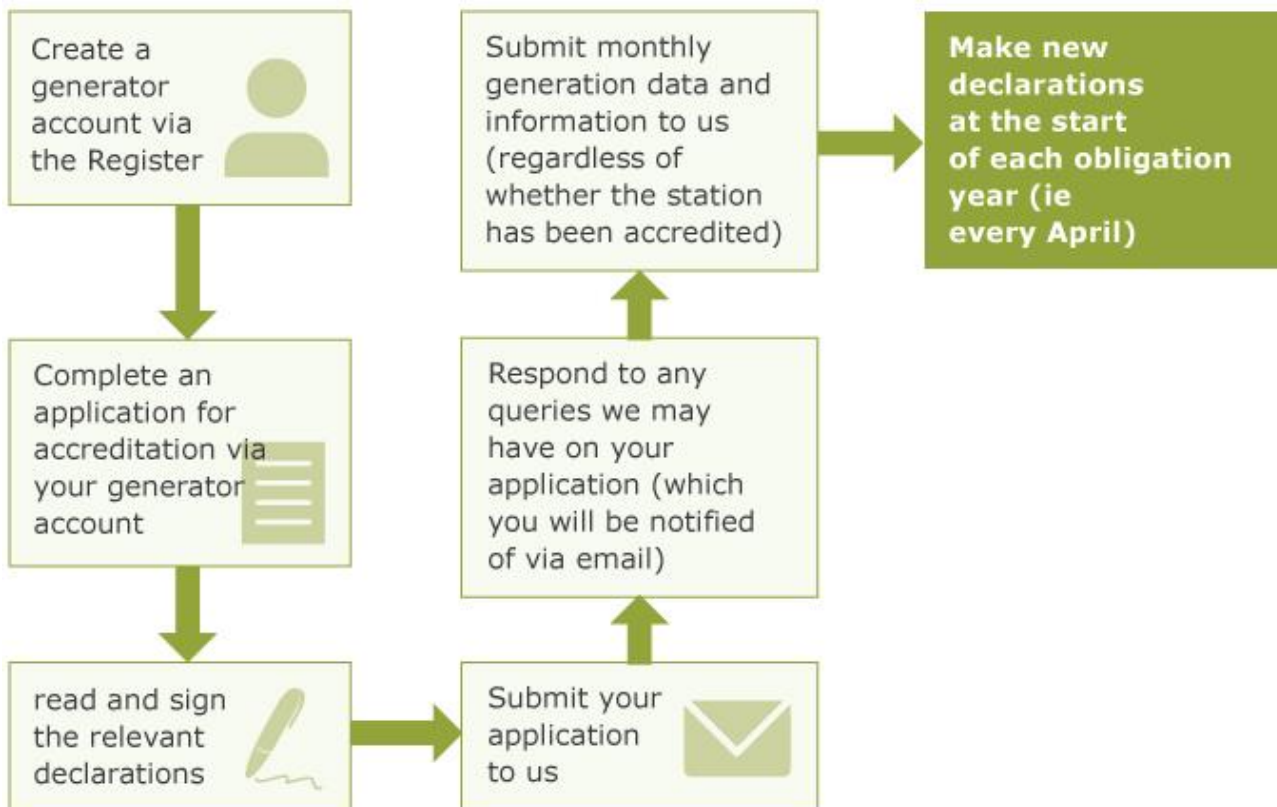 Create a
generator
account via
the Register
Complete an
application for
accreditation via
your generator
account
read and sign
the relevant
declarations
Submit your
application
to us
Respond to any
queries we may
have on your
application (which
you will be notified
of via email)
Submit monthly
generation data and
information to us
(regardless of
whether the station
has been accredited)
Make new
declarations
at the start
of each obligation
year (ie
every April)